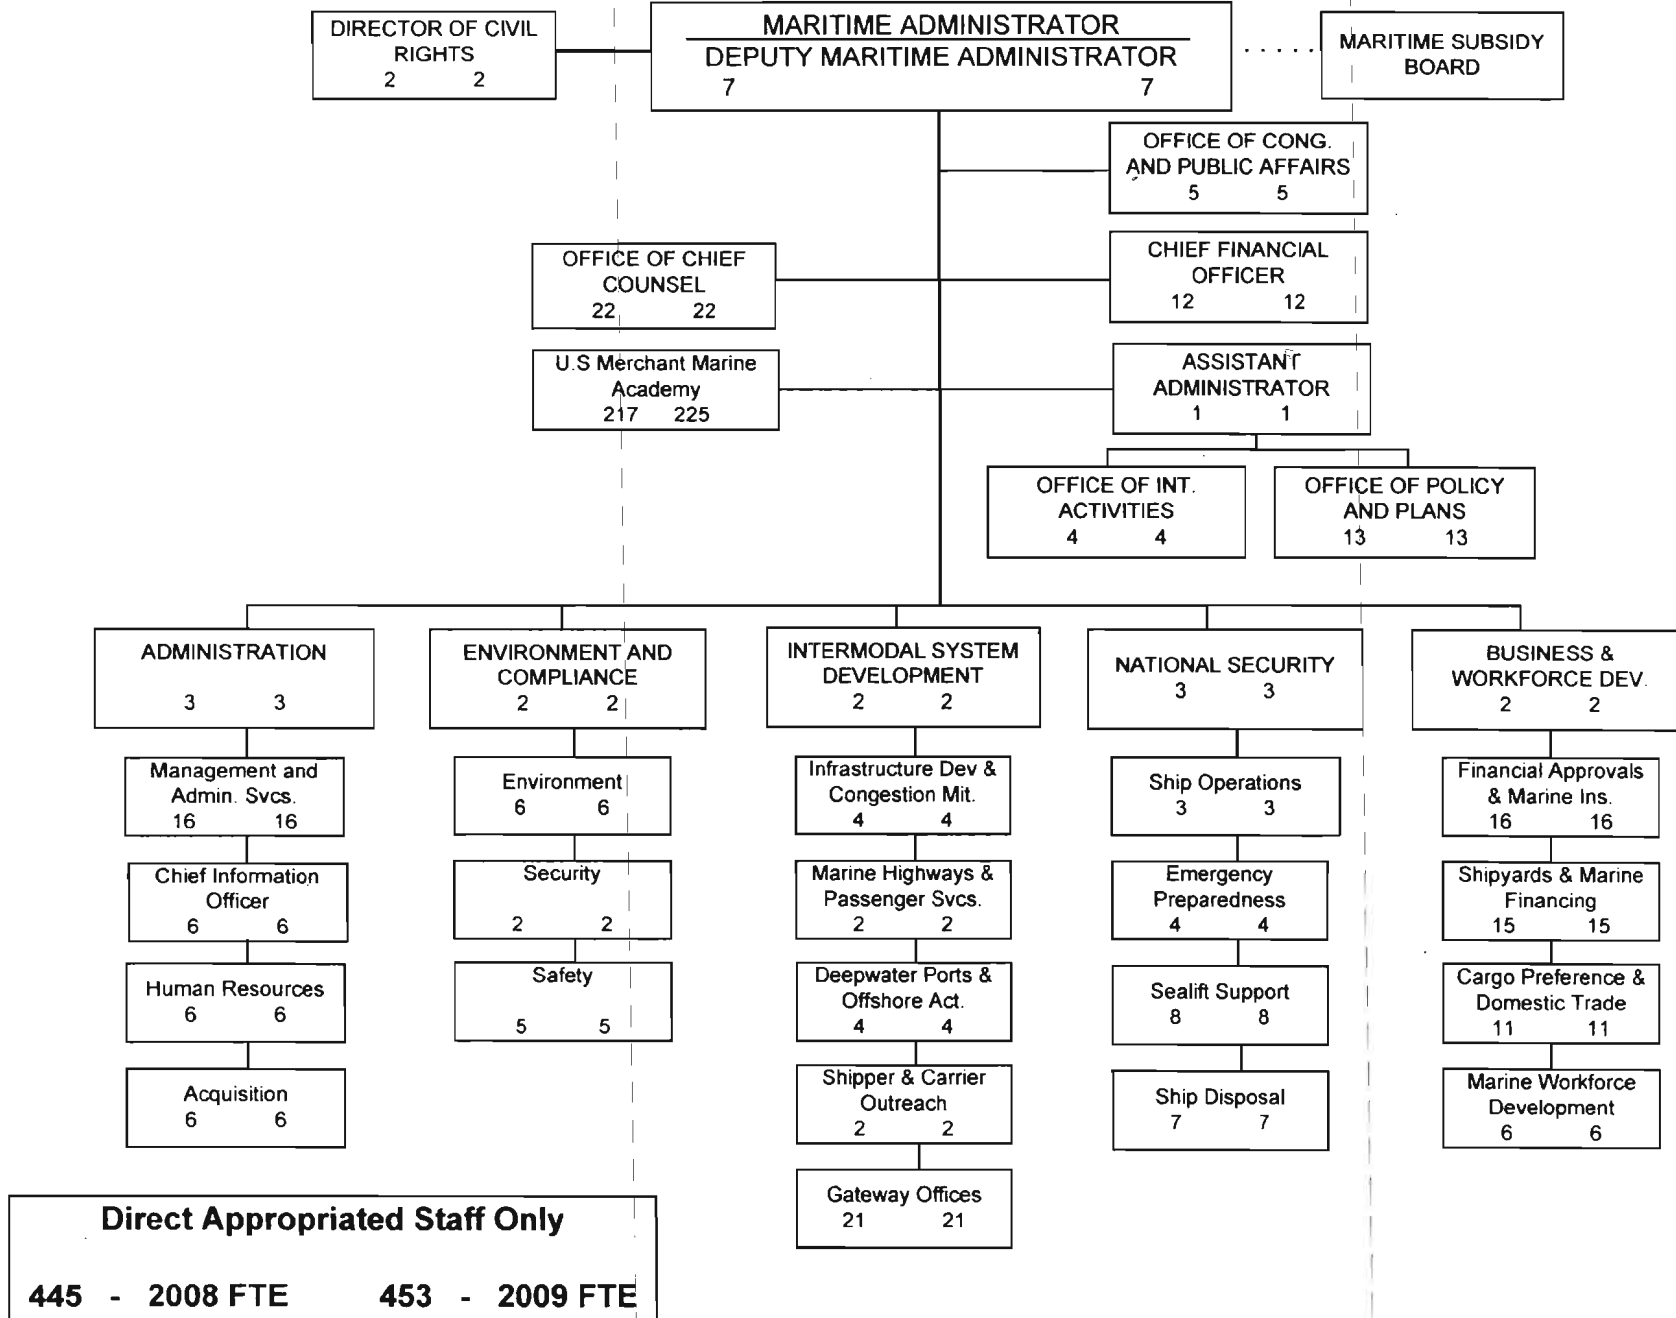 DIRECTOR OF CIVIL
RIGHTS
2 2
MARITIME ADMINISTRATOR
DEPUTY MARITIME ADMINISTRATOR
7 7
MARITIME SUBSIDY
BOARD
OFFICE OF CONG.
AND PUBLIC AFFAIRS
5 5
OFFICE OF CHIEF
COUNSEL
22 22
CHIEF FINANCIAL
OFFICER
12 12
U.S Merchant Marine
Academy
217 225
ASSISTANT
ADMINISTRATOR
1 1
OFFICE OF INT.
ACTIVITIES
4 4
OFFICE OF POLICY
AND PLANS
13 13
ADMINISTRATION
3 3
Management and
Admin. Svcs.
16 16
Chief Information
Officer
6 6
Human Resources
6 6
Acquisition
6 6
ENVIRONMENT AND
COMPLIANCE
2 2
Environment
6 6
Security
2 2
Safety
5 5
INTERMODAL SYSTEM
DEVELOPMENT
2 2
Infrastructure Dev &
Congestion Mit.
4 4
Marine Highways &
Passenger Svcs.
2 2
Deepwater Ports &
Offshore Act.
4 4
Shipper & Carrier
Outreach
2 2
Gateway Offices
21 21
NATIONAL SECURITY
3 3
Ship Operations
3 3
Emergency
Preparedness
4 4
Sealift Support
8 8
Ship Disposal
7 7
BUSINESS &
WORKFORCE DEV.
2 2
Financial Approvals
& Marine Ins.
16 16
Shipyards & Marine
Financing
15 15
Cargo Preference &
Domestic Trade
11 11
Marine Workforce
Development
6 6
Direct Appropriated Staff Only
445 - 2008 FTE 453 - 2009 FTE